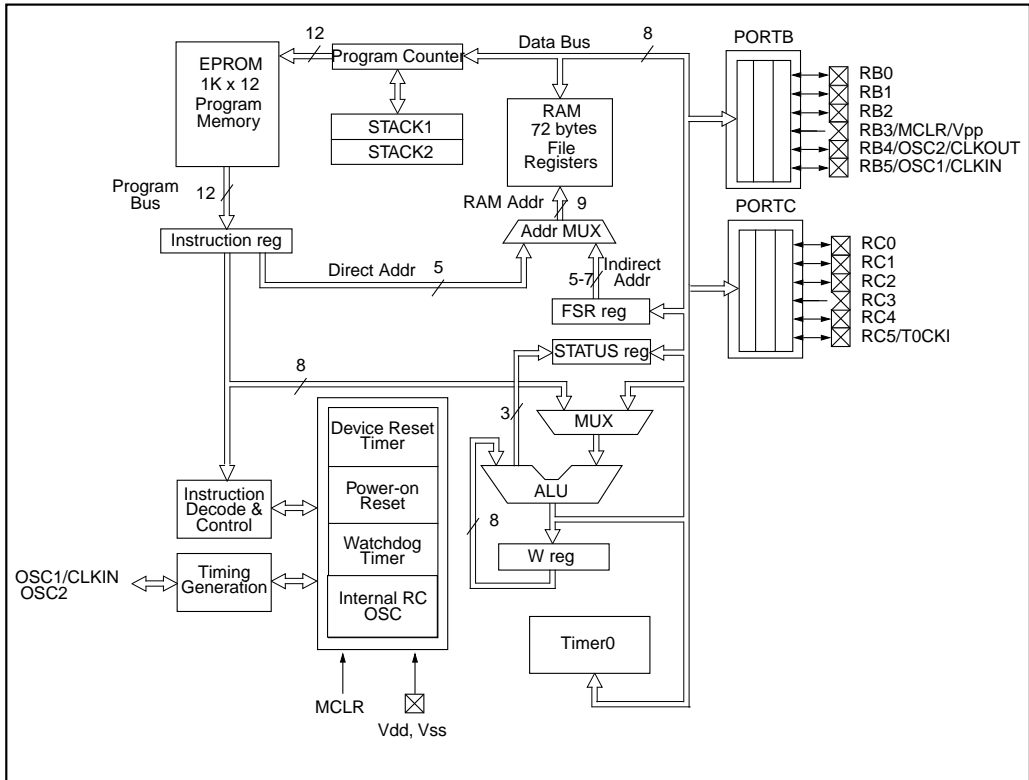 12
Program Counter
Data Bus
8
PORTB
EPROM
1K x 12
Program
Memory
STACK1
STACK2
RAM
72 bytes
File
Registers
RB0
RB1
RB2
RB3/MCLR/Vpp
RB4/OSC2/CLKOUT
RB5/OSC1/CLKIN
Program
Bus
12
RAM Addr
9
PORTC
Instruction reg
Addr MUX
Direct Addr
5
5-7
Indirect
Addr
RC0
RC1
RC2
RC3
RC4
RC5/T0CKI
FSR reg
STATUS reg
8
3
MUX
Device Reset
Timer
ALU
Instruction
Decode &
Control
Power-on
Reset
8
Watchdog
Timer
W reg
OSC1/CLKIN
OSC2
Timing
Generation
Internal RC
OSC
Timer0
MCLR
Vdd, Vss